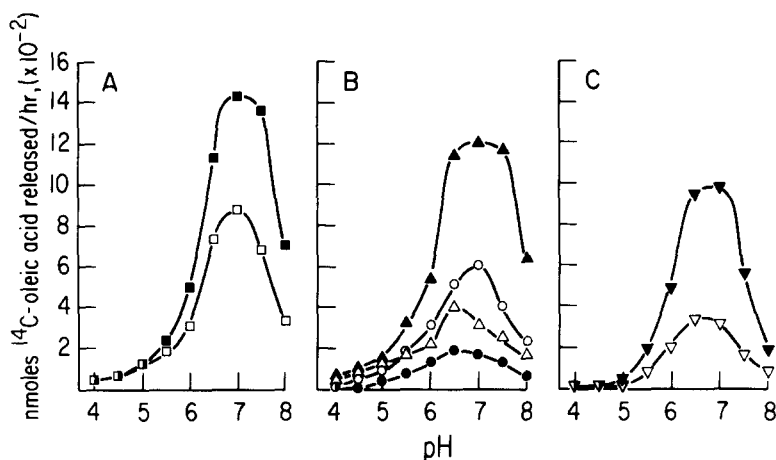 nmoles ¹⁴C-oleic acid released/hr, (x 10⁻²)
16
14
12
10
8
6
4
2
A
B
C
4 5 6 7 8
4 5 6 7 8
4 5 6 7 8
pH